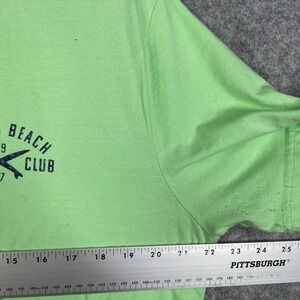 BEACH
9
CLUB
7
15 16 17 18 19 20 21 22 23 24 25
PITTSBURGH